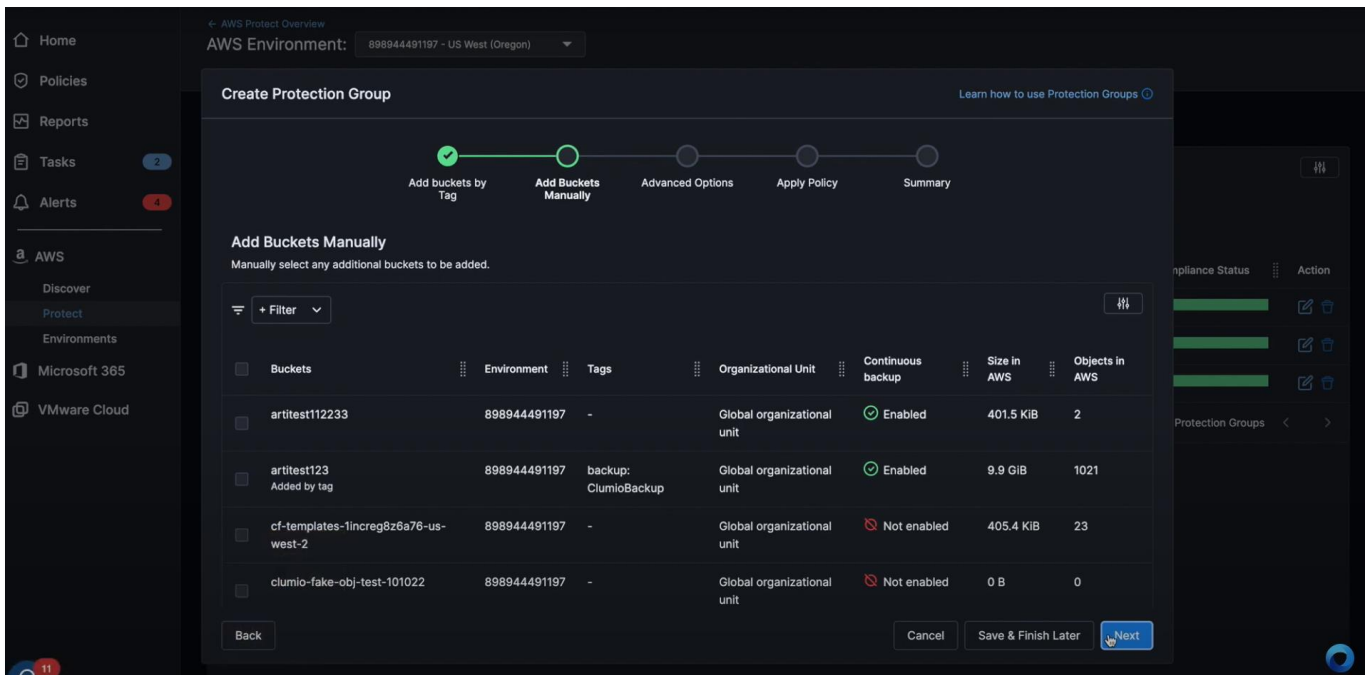 ← AWS Protect Overview
AWS Environment: 898944491197 - US West (Oregon)
Home
Policies
Reports
Tasks 2
Alerts 4
a AWS
Discover
Protect
Environments
Microsoft 365
VMware Cloud
11
Create Protection Group
Learn how to use Protection Groups
Add buckets by
Tag
Add Buckets
Manually
Advanced Options
Apply Policy
Summary
Add Buckets Manually
Manually select any additional buckets to be added.
+ Filter
Buckets Environment Tags Organizational Unit Continuous backup Size in AWS Objects in AWS
artitest112233 898944491197 - Global organizational unit Enabled 401.5 KiB 2
artitest123 Added by tag 898944491197 backup: ClumioBackup Global organizational unit Enabled 9.9 GiB 1021
cf-templates-1increg8z6a76-us-west-2 898944491197 - Global organizational unit Not enabled 405.4 KiB 23
clumio-fake-obj-test-101022 898944491197 - Global organizational unit Not enabled 0 B 0
Back
Cancel
Save & Finish Later
Next
Status
Action
Protection Groups